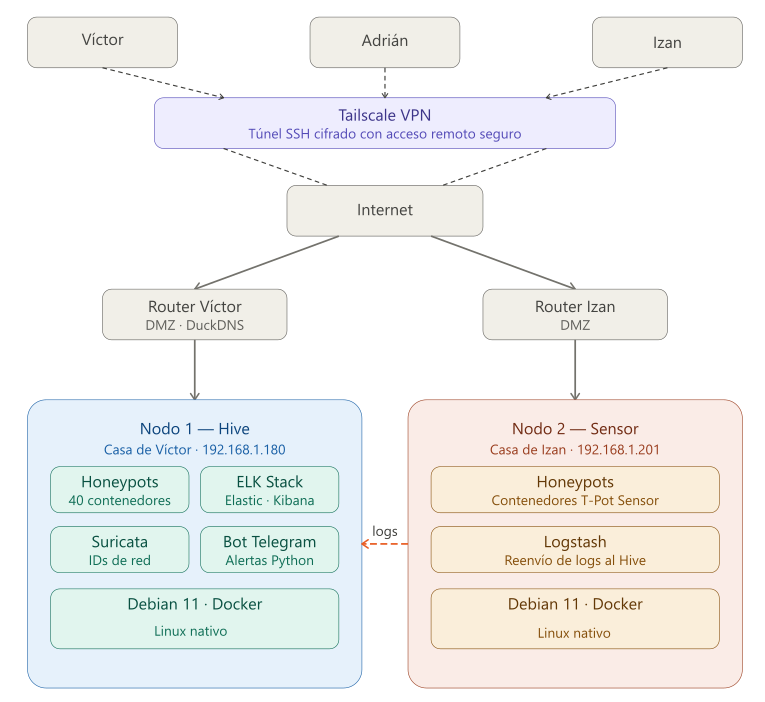 Víctor
Adrián
Izan
Tailscale VPN
Túnel SSH cifrado con acceso remoto seguro
Internet
Router Víctor
DMZ · DuckDNS
Router Izan
DMZ
Nodo 1 — Hive
Casa de Víctor · 192.168.1.180
Honeypots
40 contenedores
ELK Stack
Elastic · Kibana
Suricata
IDs de red
Bot Telegram
Alertas Python
Debian 11 · Docker
Linux nativo
logs
Nodo 2 — Sensor
Casa de Izan · 192.168.1.201
Honeypots
Contenedores T-Pot Sensor
Logstash
Reenvío de logs al Hive
Debian 11 · Docker
Linux nativo